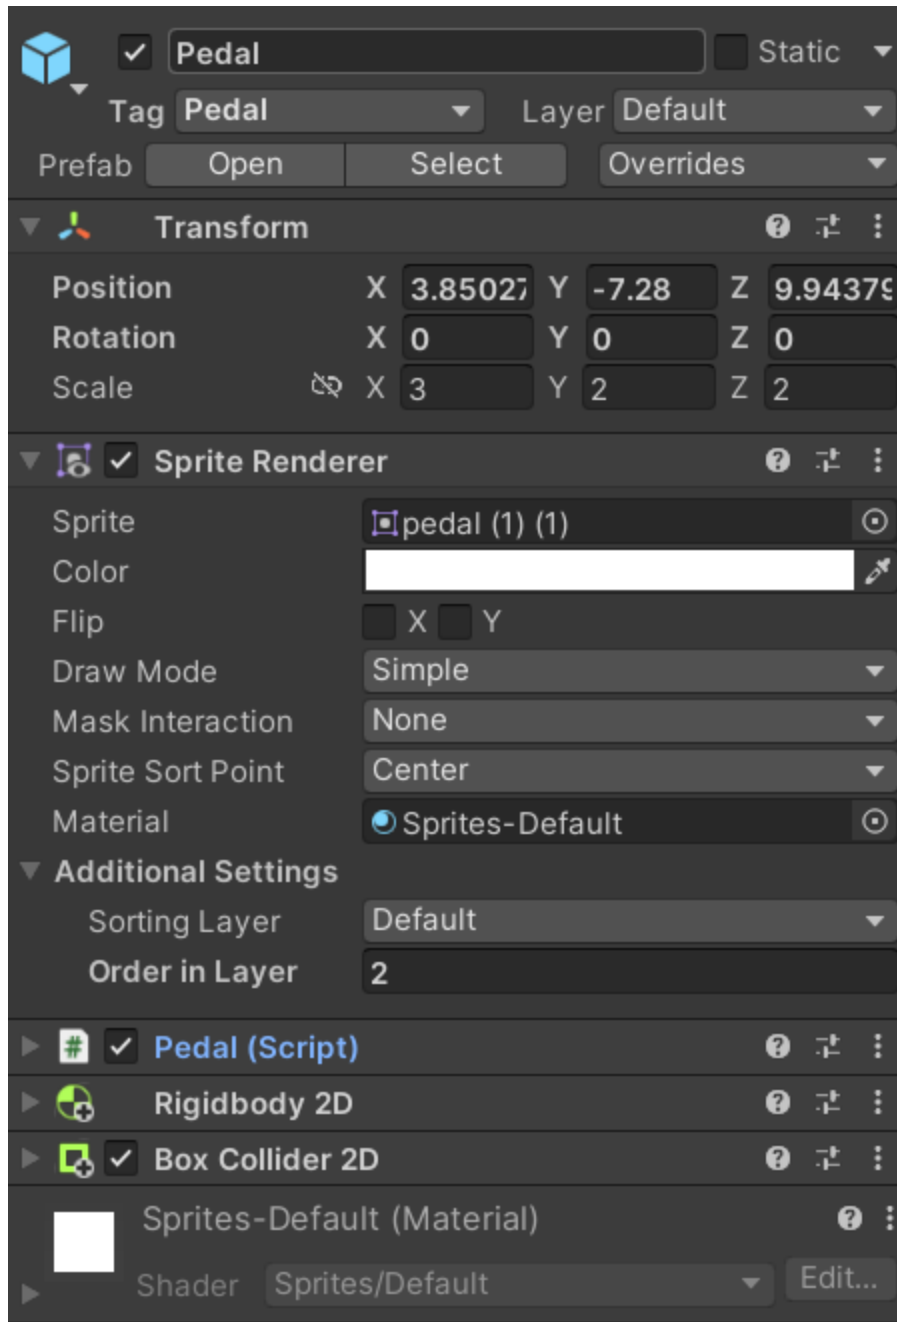 Pedal Static
Tag Pedal Layer Default
Prefab Open Select Overrides
Transform
Position X 3.85027 Y -7.28 Z 9.94379
Rotation X 0 Y 0 Z 0
Scale X 3 Y 2 Z 2
Sprite Renderer
Sprite pedal (1) (1)
Color
Flip X Y
Draw Mode Simple
Mask Interaction None
Sprite Sort Point Center
Material Sprites-Default
Additional Settings
Sorting Layer Default
Order in Layer 2
# Pedal (Script)
Rigidbody 2D
Box Collider 2D
Sprites-Default (Material)
Shader Sprites/Default Edit...